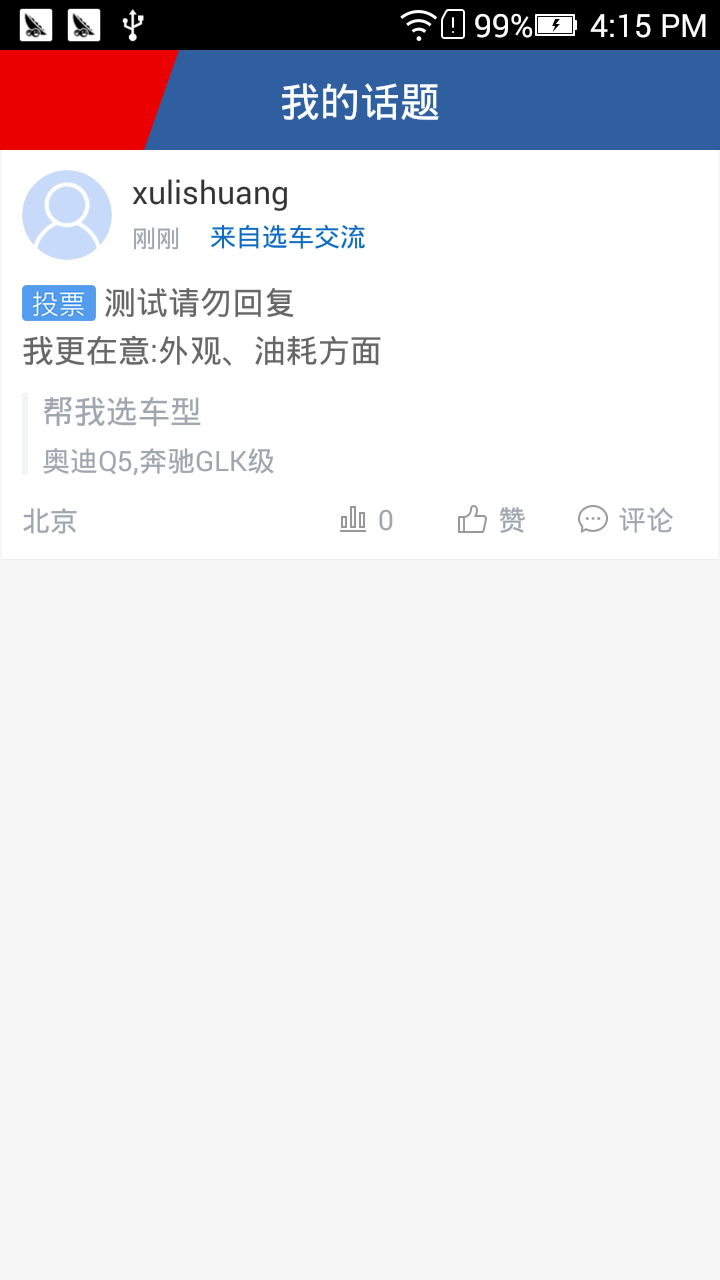 99% 4:15 PM
我的话题
xulishuang
刚刚 来自选车交流
投票 测试请勿回复
我更在意:外观、油耗方面
帮我选车型
奥迪Q5,奔驰GLK级
北京 0 赞 评论